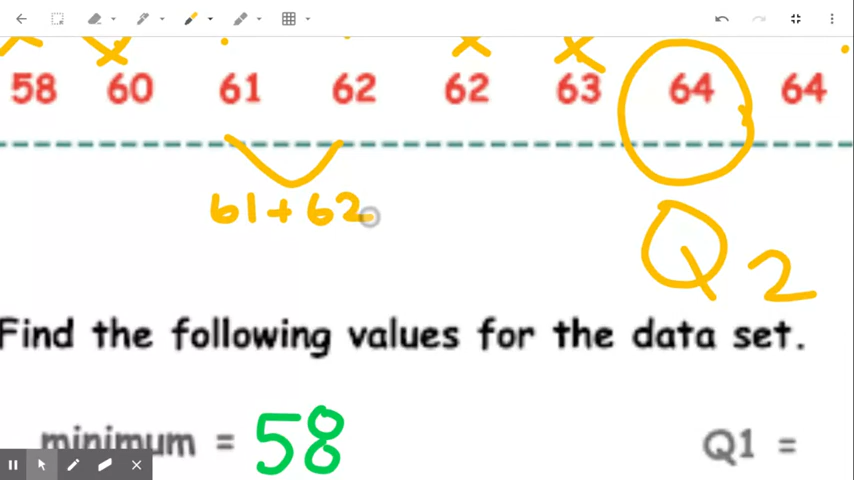 58 60 61 62 62 63 64 64
61+62
Q2
Find the following values for the data set.
minimum = 58 Q1 =